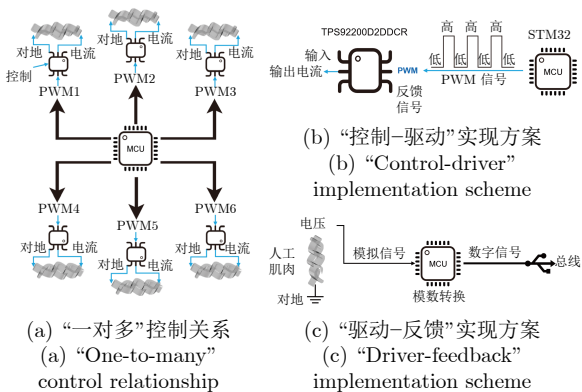 对地 电流
对地 电流
对地 电流
控制
PWM1
PWM2
PWM3
MCU
PWM4
PWM5
PWM6
对地 电流
对地 电流
对地 电流
(a) “一对多”控制关系
(a) “One-to-many”
control relationship
TPS92200D2DDCR
输入
输出电流
PWM
反馈
信号
高 高 高
低 低 低 低
PWM 信号
STM32
MCU
(b) “控制–驱动”实现方案
(b) “Control-driver”
implementation scheme
电压
人工
肌肉
对地
模拟信号
MCU
模数转换
数字信号
总线
(c) “驱动–反馈”实现方案
(c) “Driver-feedback”
implementation scheme